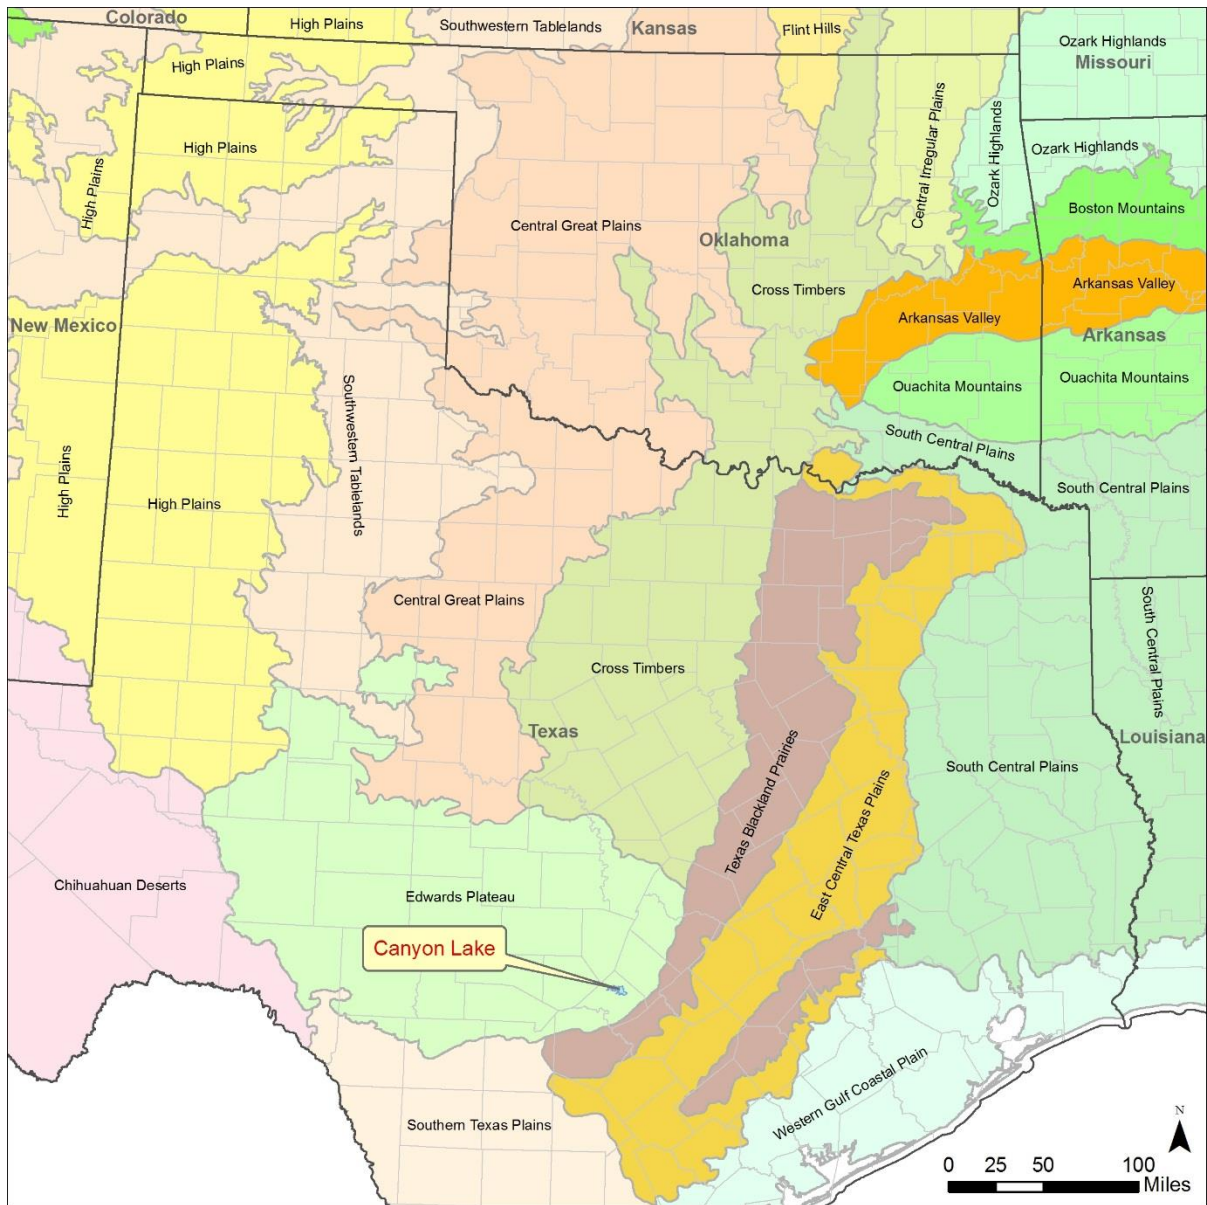 Colorado
High Plains
Southwestern Tablelands
Kansas
Flint Hills
Ozark Highlands
Missouri
High Plains
High Plains
High Plains
Central Irregular Plains
Ozark Highlands
Ozark Highlands
Boston Mountains
Central Great Plains
Oklahoma
Cross Timbers
Arkansas Valley
Arkansas Valley
New Mexico
Arkansas
Ouachita Mountains
Ouachita Mountains
Southwestern Tablelands
South Central Plains
High Plains
High Plains
South Central Plains
Central Great Plains
South Central Plains
Cross Timbers
Texas
Louisiana
Texas Blackland Prairies
East Central Texas Plains
South Central Plains
Chihuahuan Deserts
Edwards Plateau
Canyon Lake
Western Gulf Coastal Plain
Southern Texas Plains
N
0 25 50 100
Miles